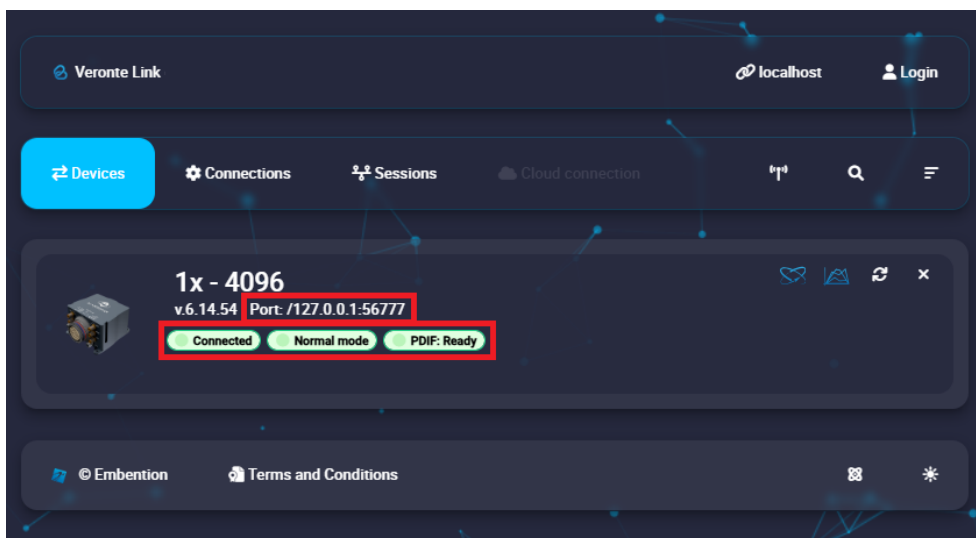 Veronte Link localhost Login
Devices Connections Sessions Cloud connection
1x - 4096
v.6.14.54 Port: /127.0.0.1:56777
Connected Normal mode PDIF: Ready
© Embention Terms and Conditions